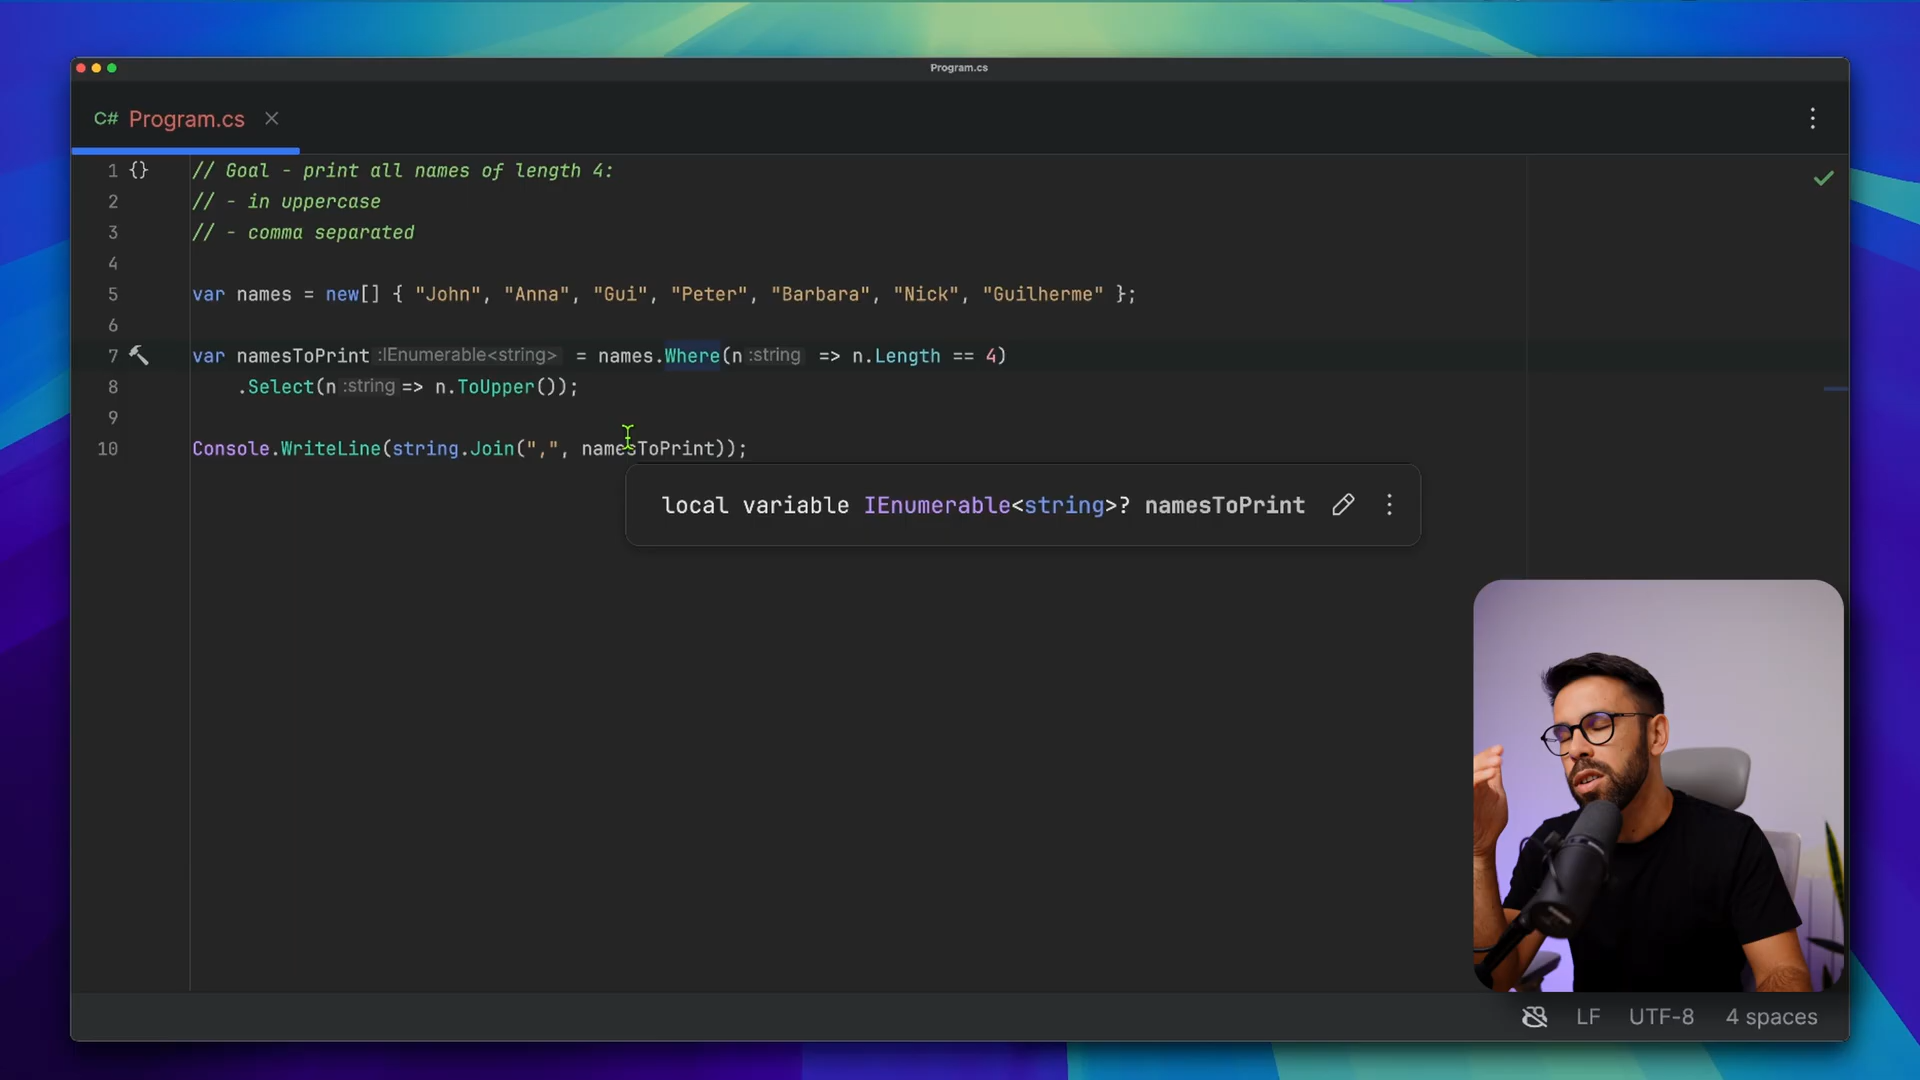 Program.cs
C# Program.cs
1 {} // Goal - print all names of length 4:
2 // - in uppercase
3 // - comma separated
4
5 var names = new[] { "John", "Anna", "Gui", "Peter", "Barbara", "Nick", "Guilherme" };
6
7 var namesToPrint :IEnumerable<string> = names.Where(n :string => n.Length == 4)
8 .Select(n :string => n.ToUpper());
9
10 Console.WriteLine(string.Join(",", namesToPrint));
local variable IEnumerable<string>? namesToPrint
LF UTF-8 4 spaces